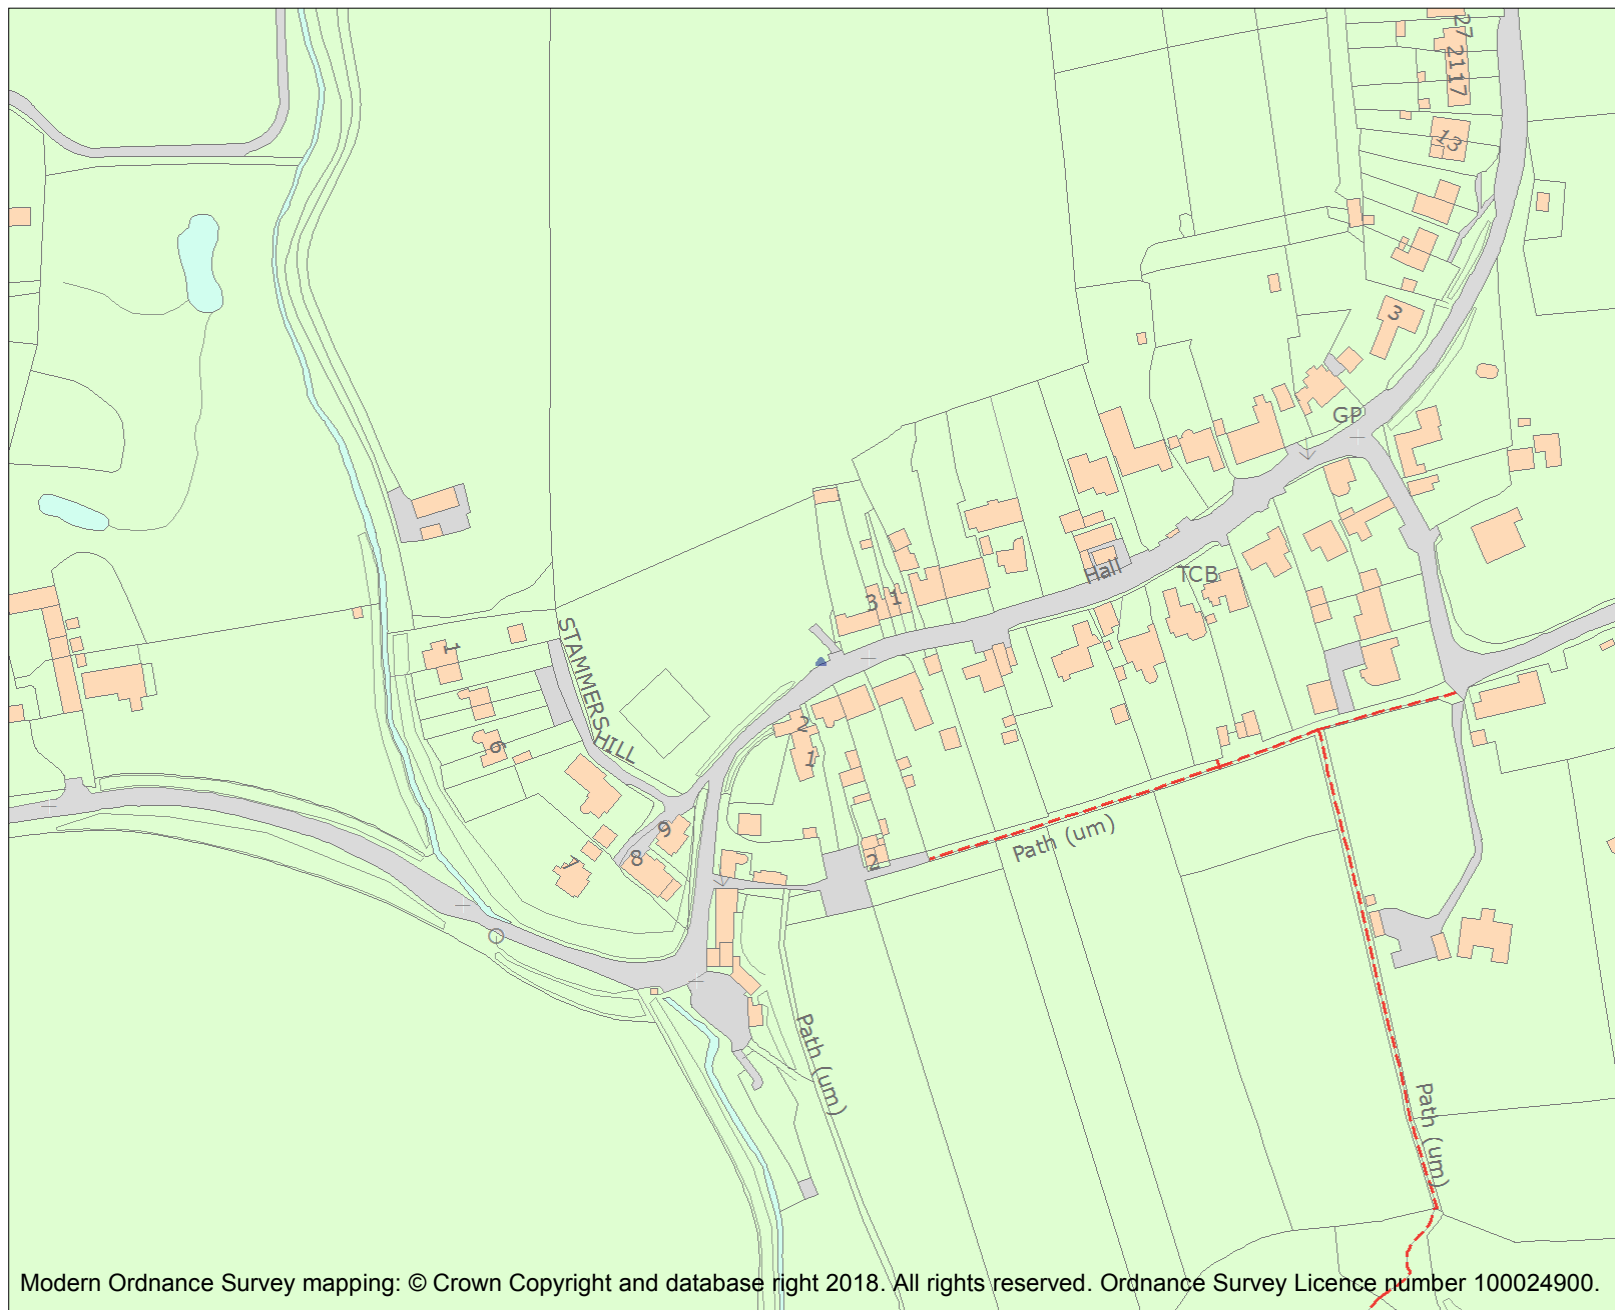 27
2117
13
3
GP
Hall
TCB
3 1
STAMMERS HILL
1
6
2
1
9
8
7
2
Path (um)
Path (um)
Path (um)
Modern Ordnance Survey mapping: © Crown Copyright and database right 2018. All rights reserved. Ordnance Survey Licence number 100024900.